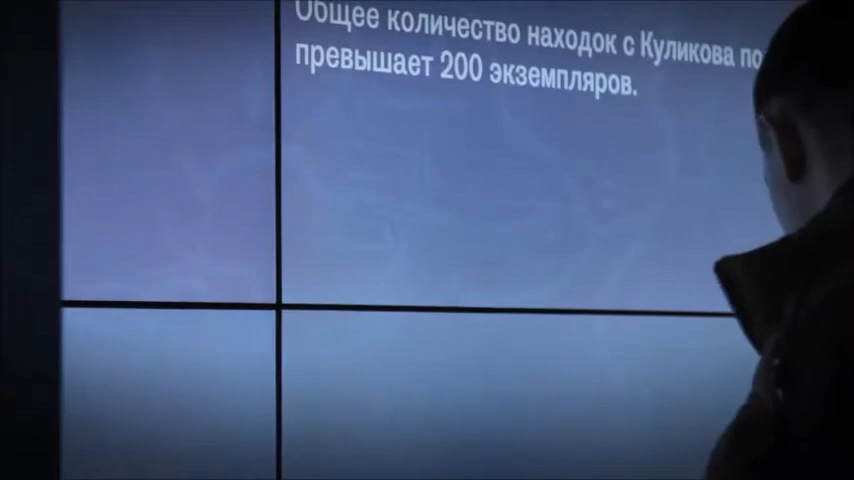 Общее количество находок с Куликова по
превышает 200 экземпляров.